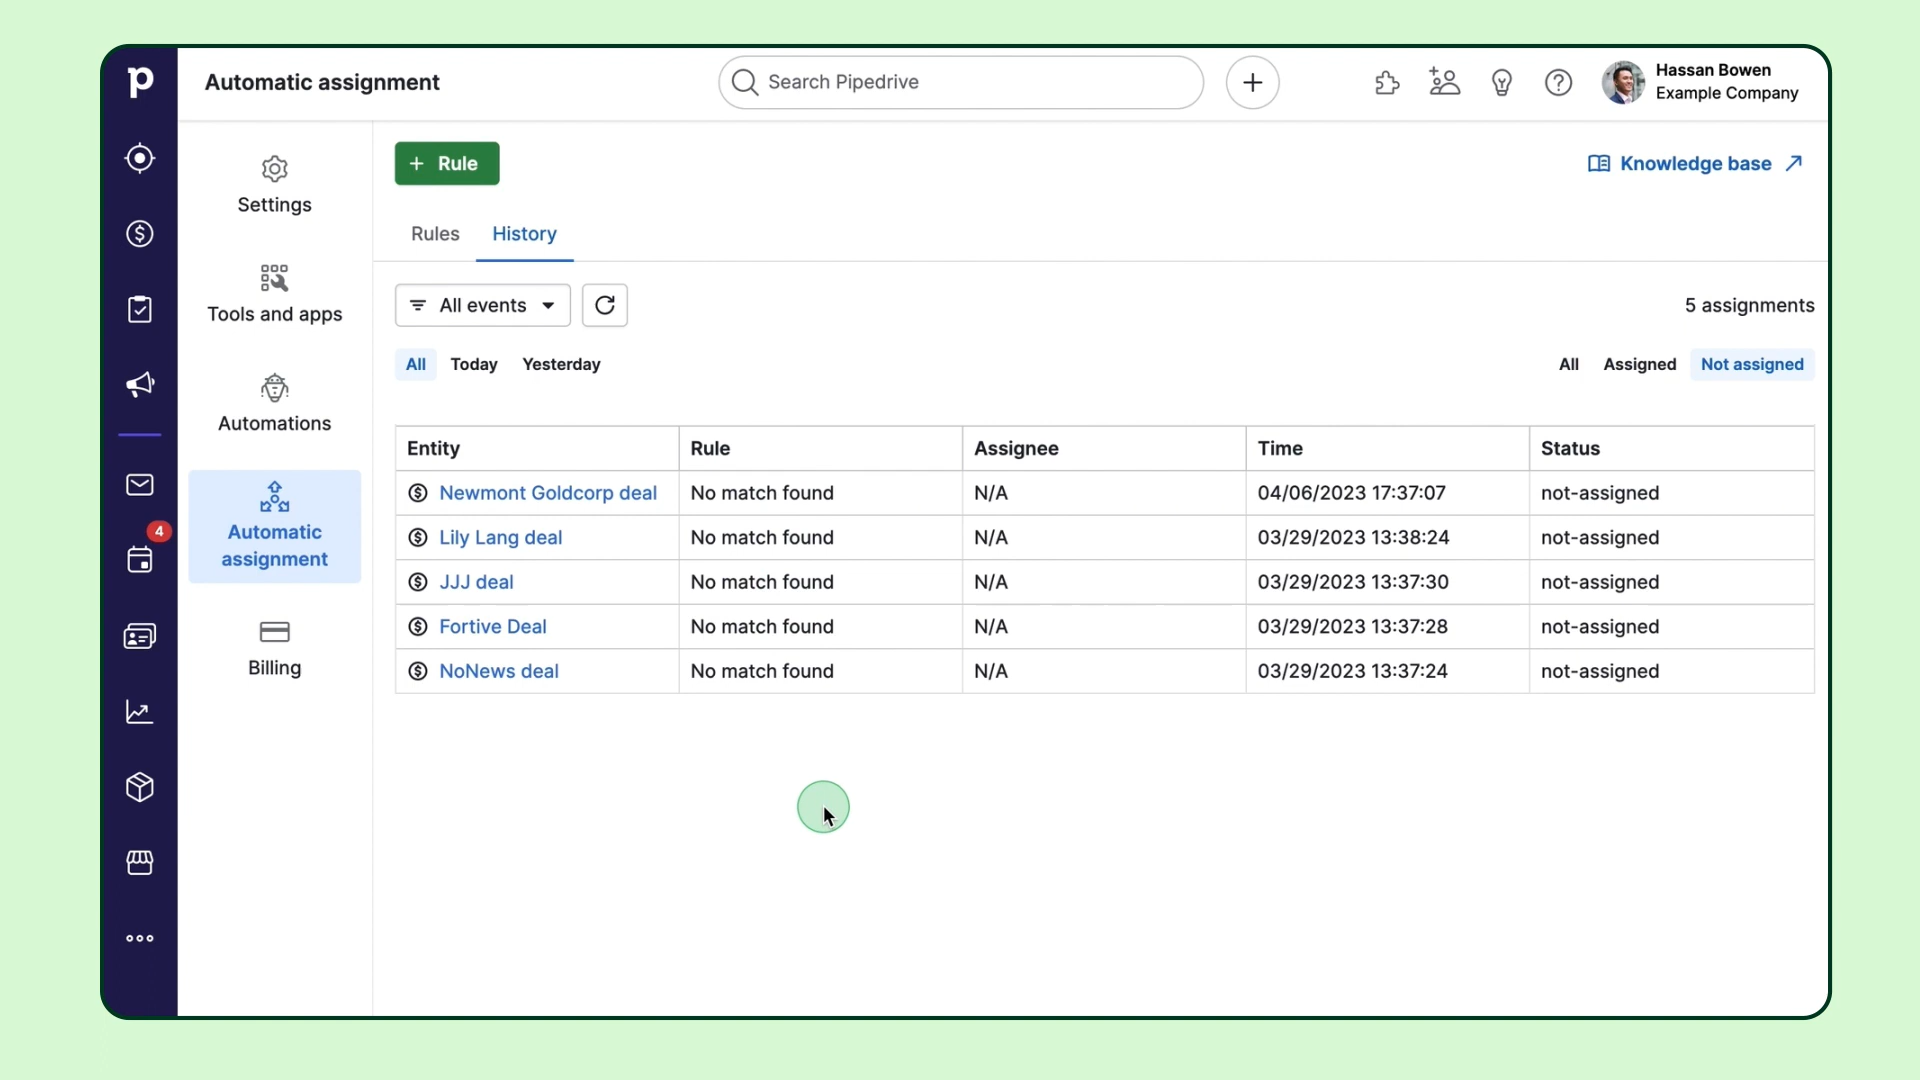 p
Automatic assignment
Search Pipedrive
Hassan Bowen
Example Company
Settings
Tools and apps
Automations
4
Automatic
assignment
Billing
+ Rule
Knowledge base
Rules History
All events
5 assignments
All Today Yesterday
All Assigned Not assigned
Entity Rule Assignee Time Status
Newmont Goldcorp deal No match found N/A 04/06/2023 17:37:07 not-assigned
Lily Lang deal No match found N/A 03/29/2023 13:38:24 not-assigned
JJJ deal No match found N/A 03/29/2023 13:37:30 not-assigned
Fortive Deal No match found N/A 03/29/2023 13:37:28 not-assigned
NoNews deal No match found N/A 03/29/2023 13:37:24 not-assigned